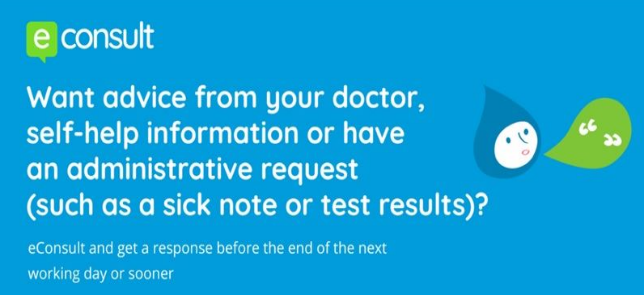 e consult
Want advice from your doctor,
self-help information or have
an administrative request
(such as a sick note or test results)?
eConsult and get a response before the end of the next
working day or sooner